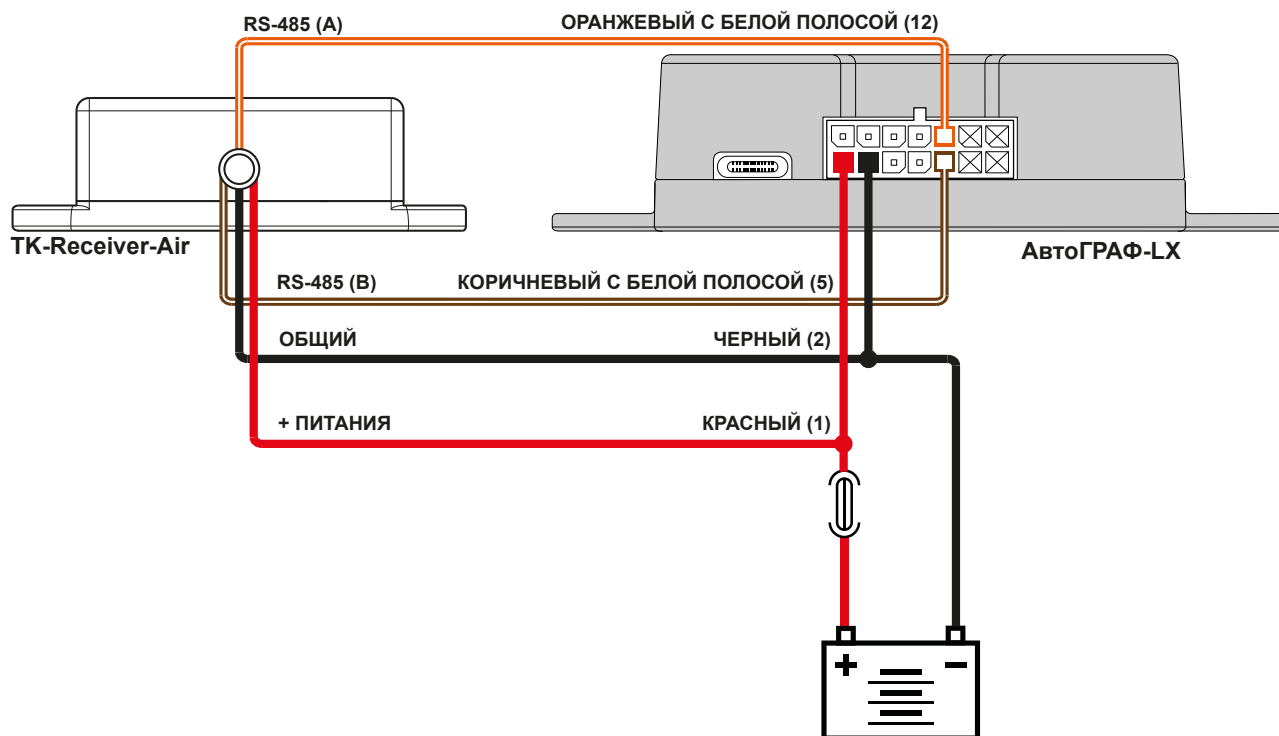 RS-485 (A)
ОРАНЖЕВЫЙ С БЕЛОЙ ПОЛОСОЙ (12)
TK-Receiver-Air
АвтоГРАФ-LX
RS-485 (B)
КОРИЧНЕВЫЙ С БЕЛОЙ ПОЛОСОЙ (5)
ОБЩИЙ
ЧЕРНЫЙ (2)
+ ПИТАНИЯ
КРАСНЫЙ (1)
+ −